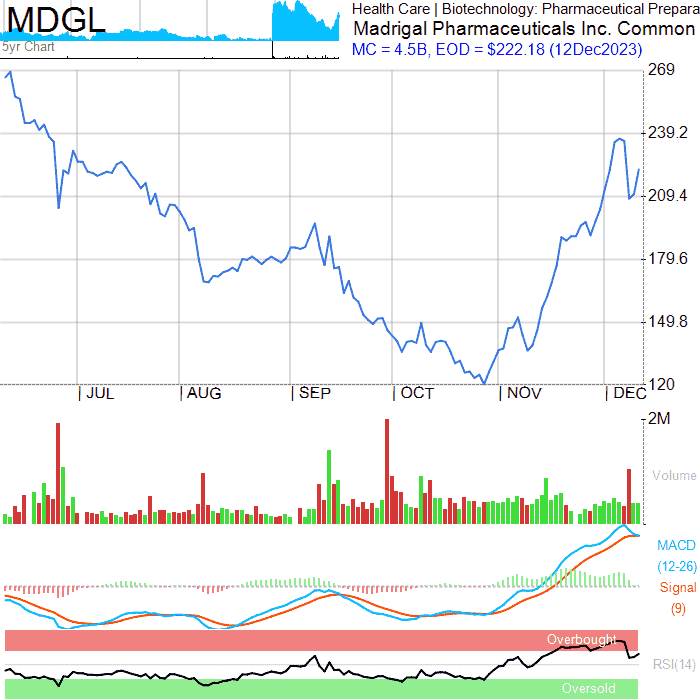 MDGL
5yr Chart
Health Care | Biotechnology: Pharmaceutical Prepara
Madrigal Pharmaceuticals Inc. Common
MC = 4.5B, EOD = $222.18 (12Dec2023)
269
239.2
209.4
179.6
149.8
120
|JUL |AUG |SEP |OCT |NOV |DEC
2M
Volume
MACD
(12-26)
Signal
(9)
Overbought
RSI(14)
Oversold